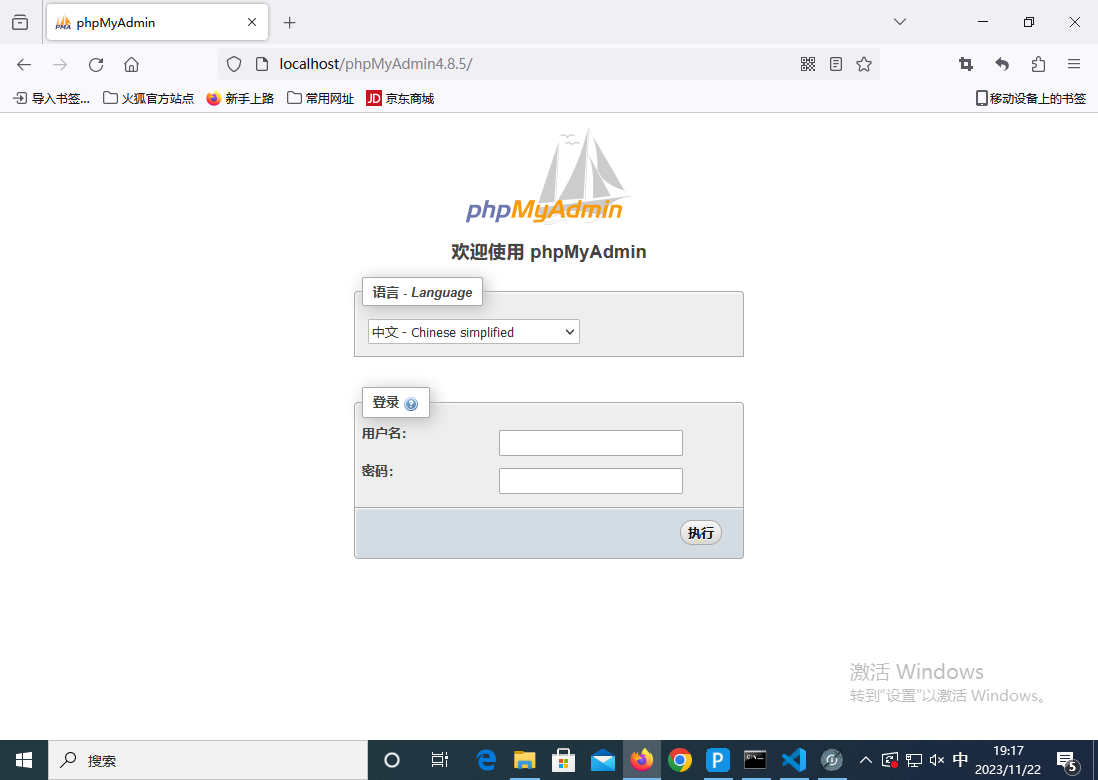 phpMyAdmin
localhost/phpMyAdmin4.8.5/
导入书签... 火狐官方站点 新手上路 常用网址 JD 京东商城 移动设备上的书签
phpMyAdmin
欢迎使用 phpMyAdmin
语言 - Language
中文 - Chinese simplified
登录
用户名:
密码:
执行
激活 Windows
转到"设置"以激活 Windows。
搜索
中
19:17
2023/11/22
5